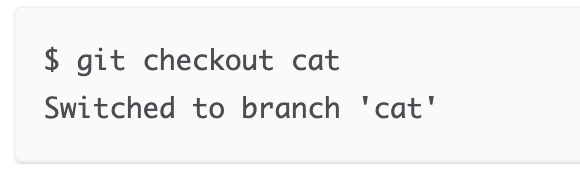 $ git checkout cat
Switched to branch 'cat'